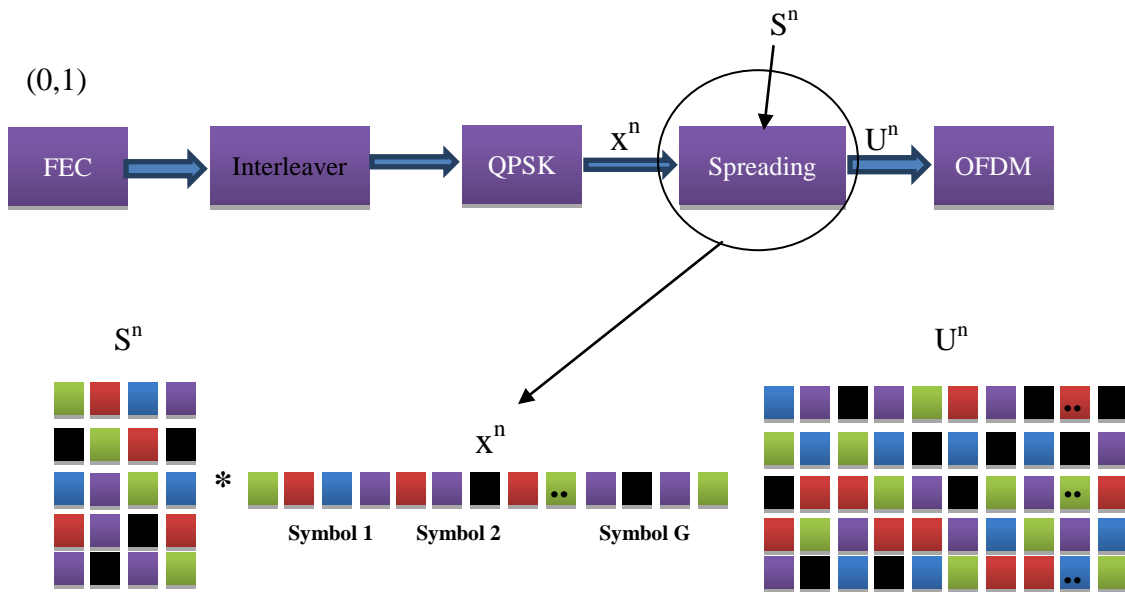 S^n
(0,1)
FEC
Interleaver
QPSK
x^n
Spreading
U^n
OFDM
S^n
U^n
x^n
*
..
..
..
..
Symbol 1
Symbol 2
Symbol G